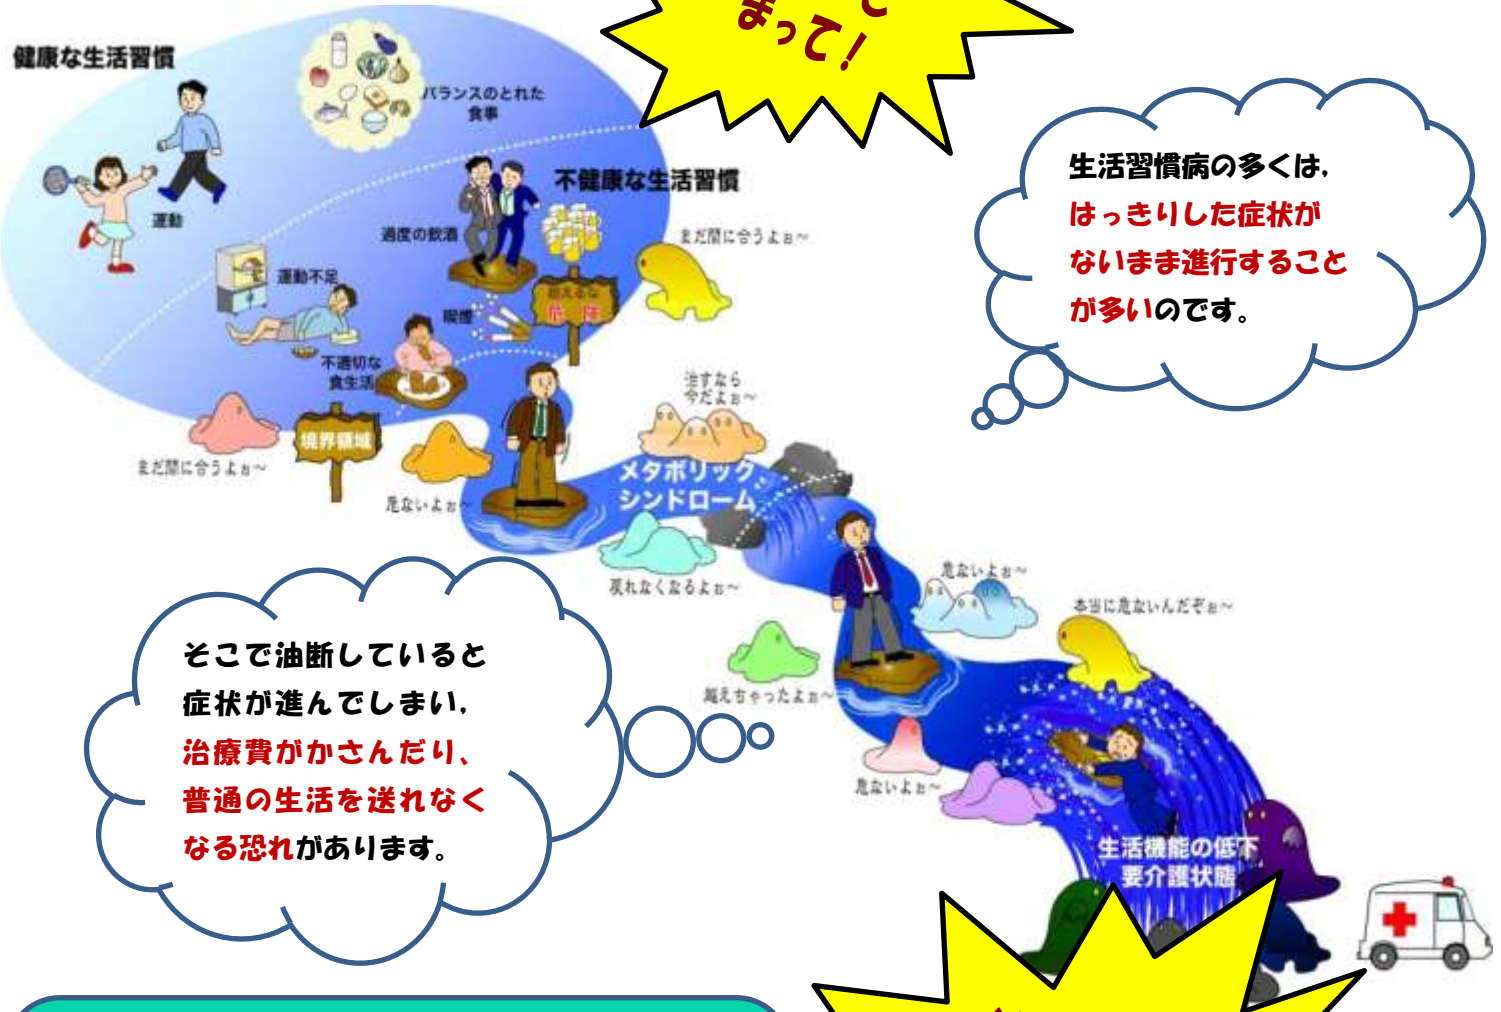 まって!
健康な生活習慣
バランスのとれた
食事
運動
不健康な生活習慣
過度の飲酒
まだ間に合うよぉ～
運動不足
喫煙
超えるな
危険
不適切な
食生活
境界領域
まだ間に合うよぉ～
危ないよぉ～
治すなら
今だよぉ～
メタボリック
シンドローム
戻れなくなるよぉ～
生活習慣病の多くは,
はっきりした症状が
ないまま進行すること
が多いのです。
危ないよぉ～
本当に危ないんだぞぉ～
越えちゃったよぉ～
危ないよぉ～
そこで油断していると
症状が進んでしまい,
治療費がかさんだり、
普通の生活を送れなく
なる恐れがあります。
生活機能の低下
要介護状態